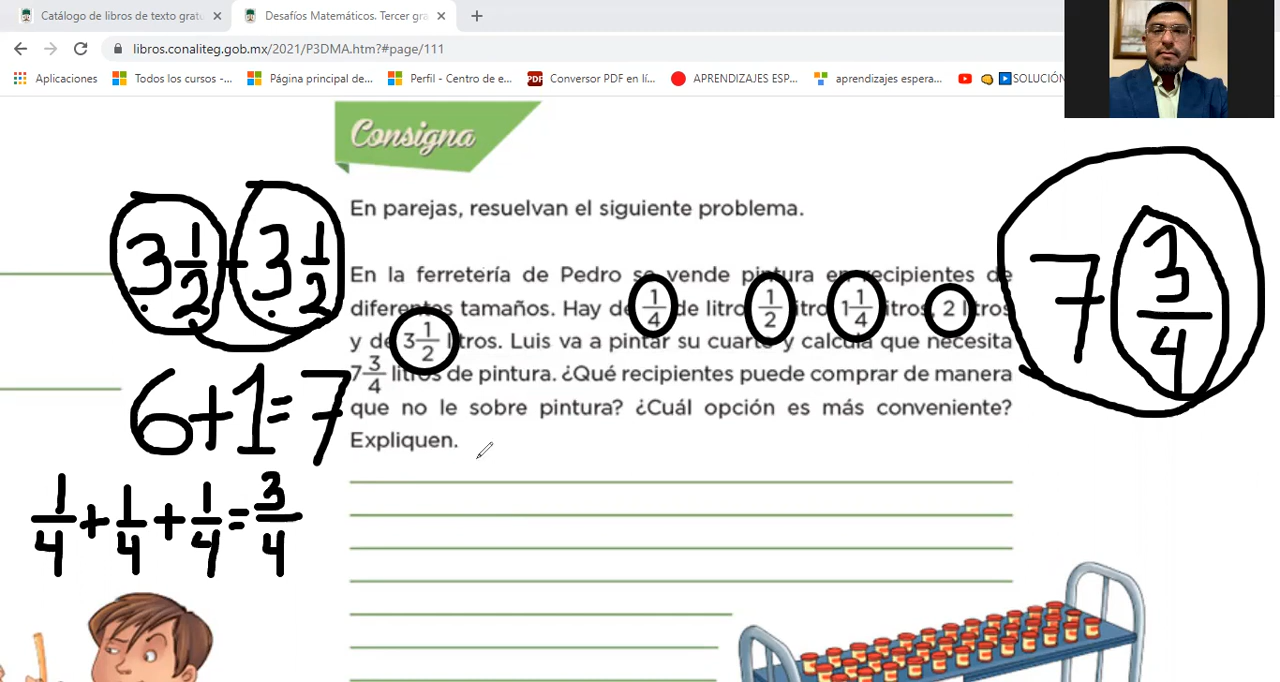 Catálogo de libros de texto grat
Desafíos Matemáticos. Tercer gra
libros.conaliteg.gob.mx/2021/P3DMA.htm?#page/111
Aplicaciones
Todos los cursos -...
Página principal de...
Perfil - Centro de e...
PDF
Conversor PDF en lí...
APRENDIZAJES ESP...
aprendizajes espera...
SOLUCIÓN
Consigna
En parejas, resuelvan el siguiente problema.
En la ferretería de Pedro se vende pintura en recipientes de
diferentes tamaños. Hay de 1/4 de litro 1/2 litro 1 1/4 litros, 2 litros
y de 3 1/2 litros. Luis va a pintar su cuarto y calcula que necesita
7 3/4 litros de pintura. ¿Qué recipientes puede comprar de manera
que no le sobre pintura? ¿Cuál opción es más conveniente?
Expliquen.
3 1/2 + 3 1/2
6+1=7
1/4 + 1/4 + 1/4 = 3/4
7 3/4